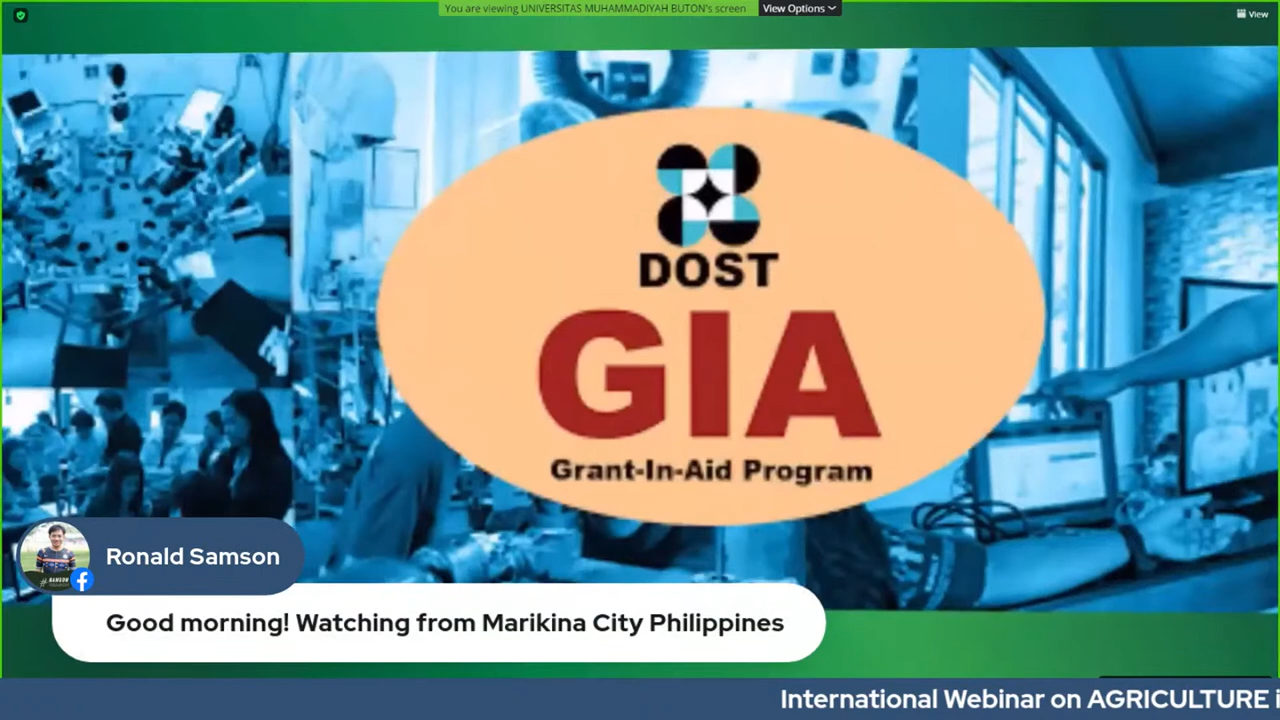 You are viewing UNIVERSITAS MUHAMMADIYAH BUTON's screen
View Options
View
DOST
GIA
Grant-In-Aid Program
Ronald Samson
Good morning! Watching from Marikina City Philippines
International Webinar on AGRICULTURE i